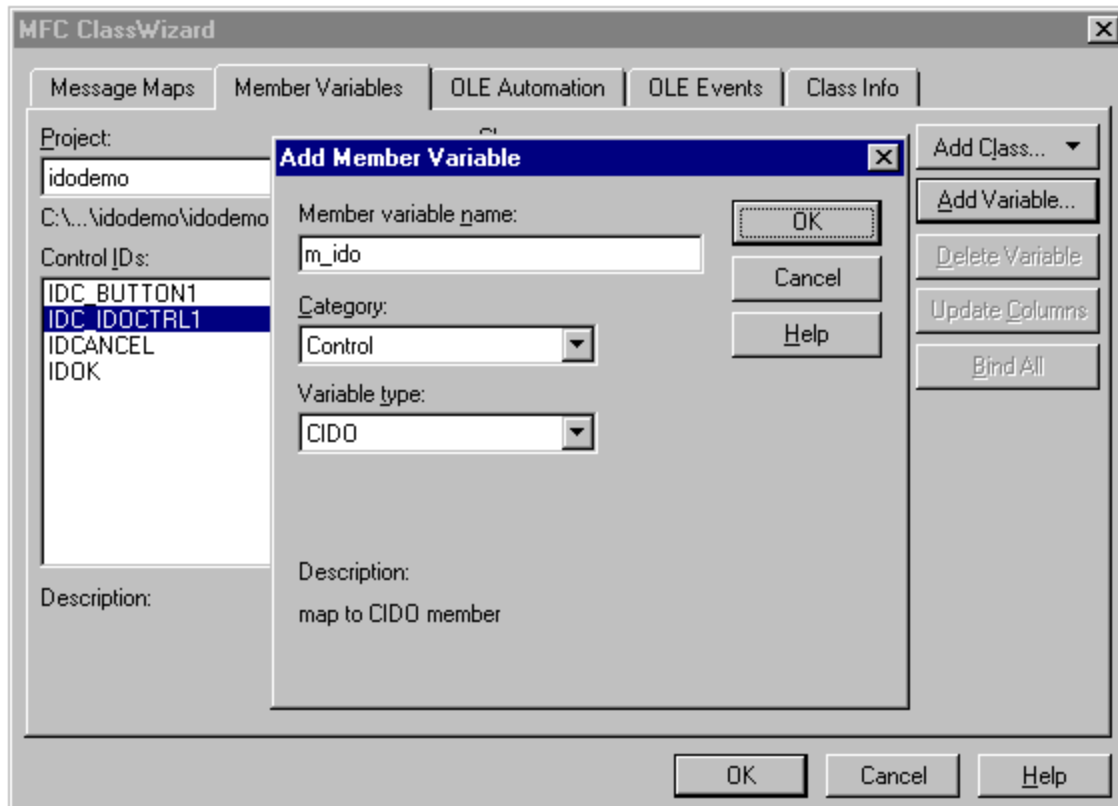 MFC ClassWizard
Message Maps
Member Variables
OLE Automation
OLE Events
Class Info
Project:
idodemo
C:\...\idodemo\idodemo
Control IDs:
IDC_BUTTON1
IDC_IDOCTRL1
IDCANCEL
IDOK
Description:
Add Member Variable
Member variable name:
m_ido
Category:
Control
Variable type:
CIDO
Description:
map to CIDO member
OK
Cancel
Help
Add Class...
Add Variable...
Delete Variable
Update Columns
Bind All
OK
Cancel
Help